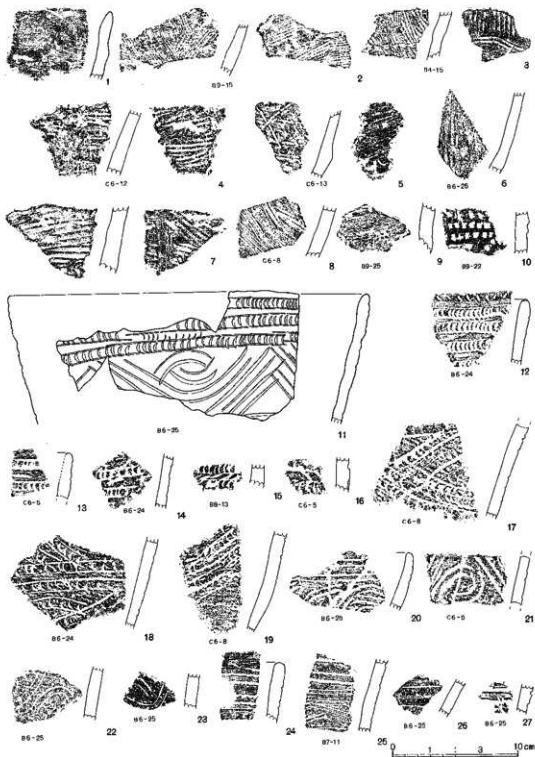 1 2 3
B9-15 B4-15
4 5 6
C6-12 C6-13 B6-25
7 8 9 10
C6-8 B9-25 B9-22
11 12
B6-25 B6-24
13 14 15 16 17
C6-5 B6-24 B8-13 C6-5 C6-8
18 19 20 21
B6-24 C6-8 B6-25 C6-5
22 23 24 25 26 27
B6-25 B6-25 B7-11 B6-25 B6-25
0 1 3 10cm